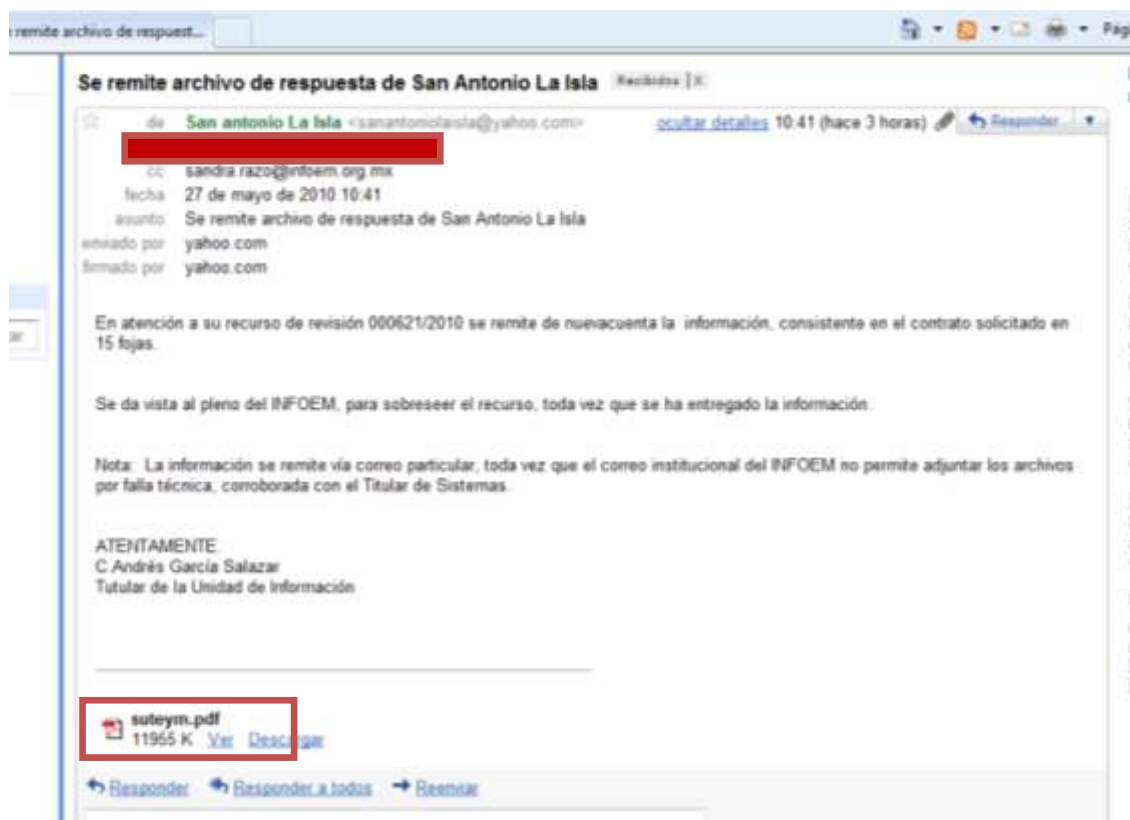 remite archivo de respuest...
Pág
Se remite archivo de respuesta de San Antonio La Isla Recibidos | X
de San antonio La Isla <sanantoniolaisla@yahoo.com> ocultar detalles 10:41 (hace 3 horas) Responder
cc sandra.razo@infoem.org.mx
fecha 27 de mayo de 2010 10:41
asunto Se remite archivo de respuesta de San Antonio La Isla
enviado por yahoo.com
firmado por yahoo.com
En atención a su recurso de revisión 000621/2010 se remite de nuevacuenta la información, consistente en el contrato solicitado en
15 fojas.
Se da vista al pleno del INFOEM, para sobreseer el recurso, toda vez que se ha entregado la información.
Nota: La información se remite vía correo particular, toda vez que el correo institucional del INFOEM no permite adjuntar los archivos
por falla técnica, corroborada con el Titular de Sistemas.
ATENTAMENTE.
C.Andrés García Salazar
Tutular de la Unidad de Información
suteym.pdf
11955 K Ver Descargar
Responder Responder a todos Reenviar